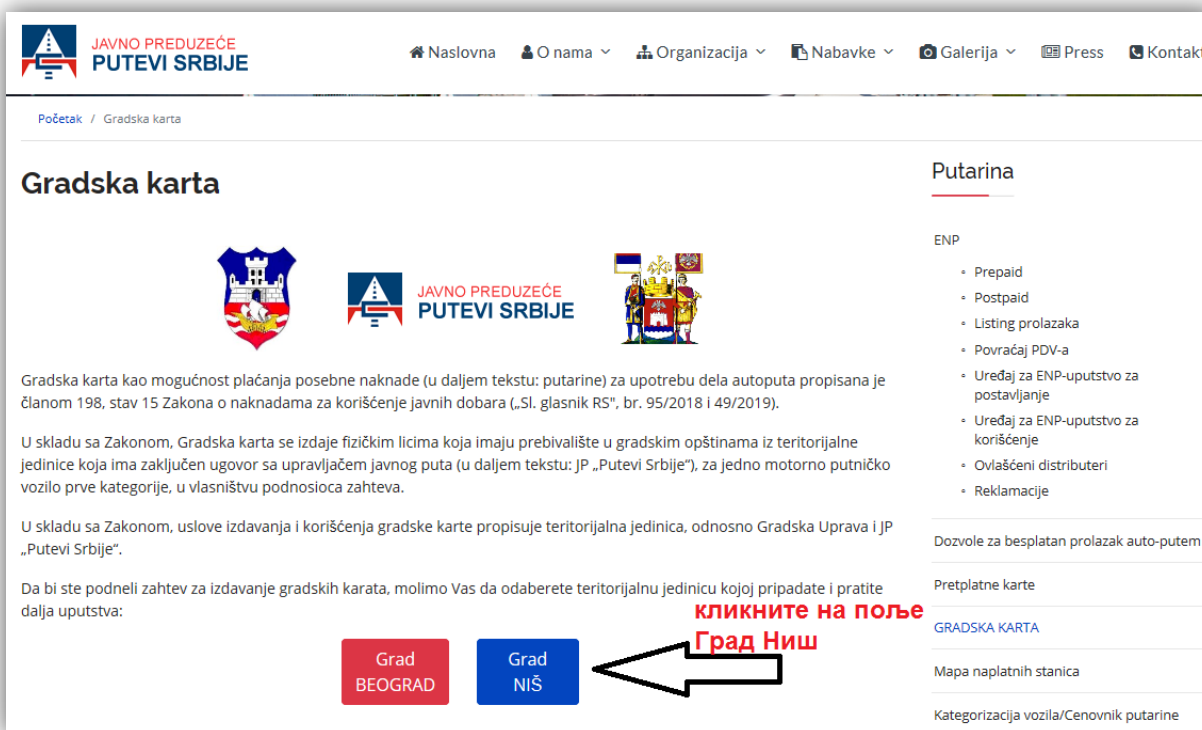 JAVNO PREDUZEĆE
PUTEVI SRBIJE
Naslovna
O nama
Organizacija
Nabavke
Galerija
Press
Kontakt
Početak / Gradska karta
Gradska karta
JAVNO PREDUZEĆE
PUTEVI SRBIJE
Gradska karta kao mogućnost plaćanja posebne naknade (u daljem tekstu: putarine) za upotrebu dela autoputa propisana je
članom 198, stav 15 Zakona o naknadama za korišćenje javnih dobara („Sl. glasnik RS", br. 95/2018 i 49/2019).
U skladu sa Zakonom, Gradska karta se izdaje fizičkim licima koja imaju prebivalište u gradskim opštinama iz teritorijalne
jedinice koja ima zaključen ugovor sa upravljačem javnog puta (u daljem tekstu: JP „Putevi Srbije“), za jedno motorno putničko
vozilo prve kategorije, u vlasništvu podnosioca zahteva.
U skladu sa Zakonom, uslove izdavanja i korišćenja gradske karte propisuje teritorijalna jedinica, odnosno Gradska Uprava i JP
„Putevi Srbije“.
Da bi ste podneli zahtev za izdavanje gradskih karata, molimo Vas da odaberete teritorijalnu jedinicu kojoj pripadate i pratite
dalja uputstva:
кликните на поље
Град Ниш
Grad
BEOGRAD
Grad
NIŠ
Putarina
ENP
Prepaid
Postpaid
Listing prolazaka
Povraćaj PDV-a
Uređaj za ENP-uputstvo za
postavljanje
Uređaj za ENP-uputstvo za
korišćenje
Ovlašćeni distributeri
Reklamacije
Dozvole za besplatan prolazak auto-putem
Pretplatne karte
GRADSKA KARTA
Mapa naplatnih stanica
Kategorizacija vozila/Cenovnik putarine